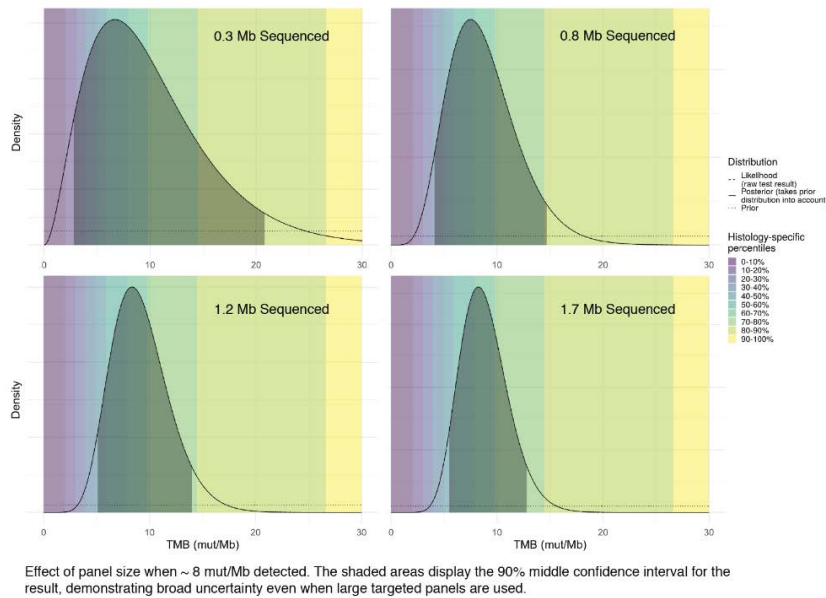 0.3 Mb Sequenced
0.8 Mb Sequenced
Density
0 10 20 30
0 10 20 30
1.2 Mb Sequenced
1.7 Mb Sequenced
Density
0 10 20 30
0 10 20 30
TMB (mut/Mb)
TMB (mut/Mb)
Distribution
Likelihood
(raw test result)
Posterior (takes prior
distribution into account
Prior
Histology-specific
percentiles
0-10%
10-20%
20-30%
30-40%
40-50%
50-60%
60-70%
70-80%
80-90%
90-100%
Effect of panel size when ~ 8 mut/Mb detected. The shaded areas display the 90% middle confidence interval for the
result, demonstrating broad uncertainty even when large targeted panels are used.